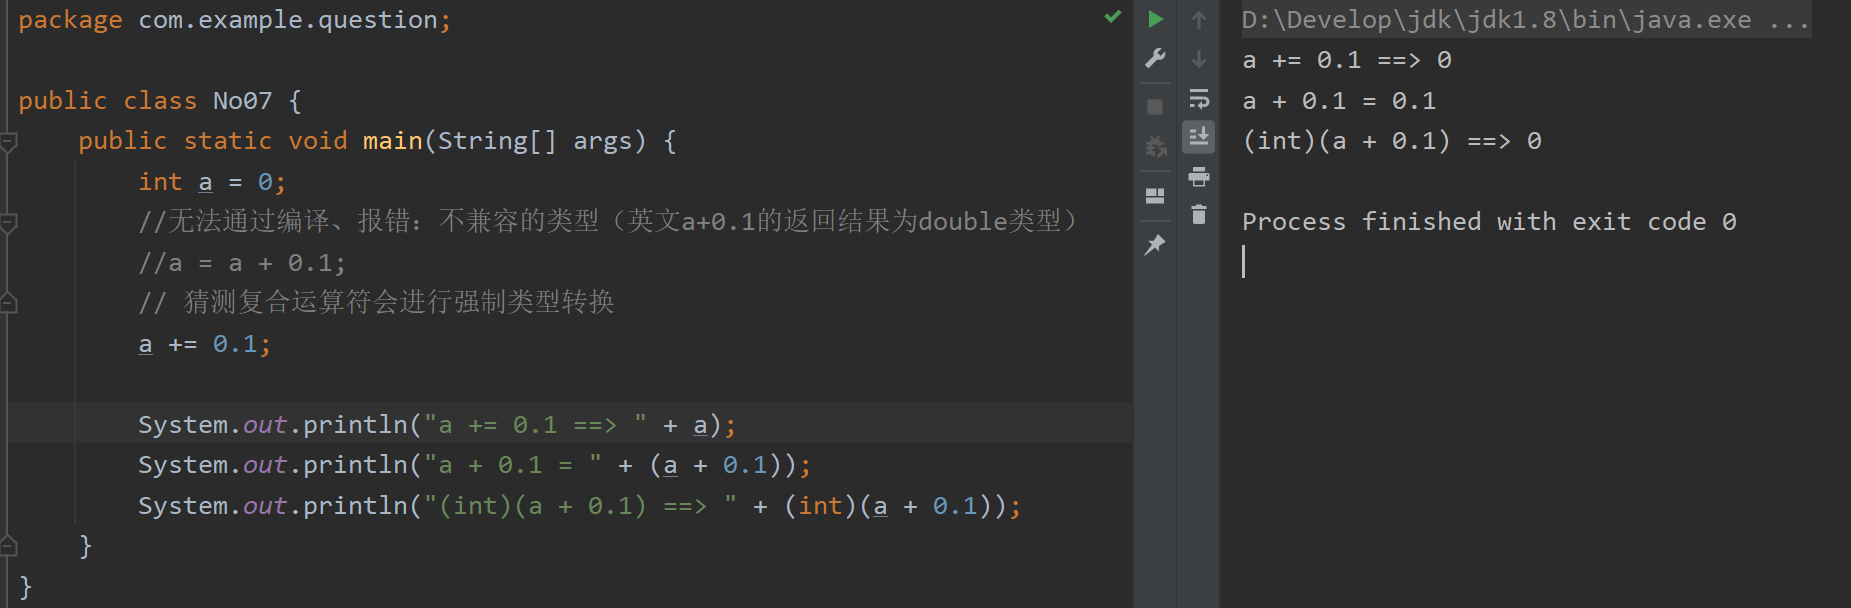 package com.example.question;
public class No07 {
public static void main(String[] args) {
int a = 0;
//无法通过编译、报错：不兼容的类型（英文a+0.1的返回结果为double类型）
//a = a + 0.1;
// 猜测复合运算符会进行强制类型转换
a += 0.1;
System.out.println("a += 0.1 ==> " + a);
System.out.println("a + 0.1 = " + (a + 0.1));
System.out.println("(int)(a + 0.1) ==> " + (int)(a + 0.1));
}
}
D:\Develop\jdk\jdk1.8\bin\java.exe ...
a += 0.1 ==> 0
a + 0.1 = 0.1
(int)(a + 0.1) ==> 0
Process finished with exit code 0